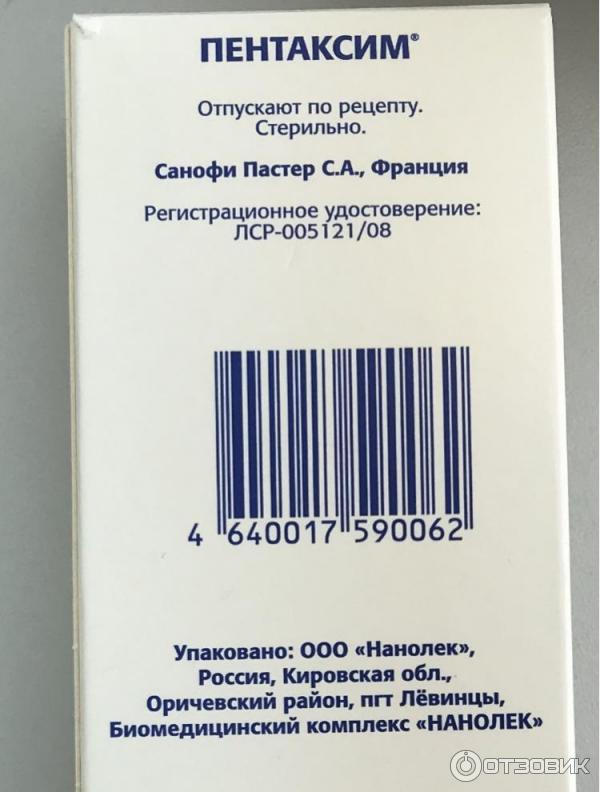 ПЕНТАКСИМ®
Отпускают по рецепту.
Стерильно.
Санофи Пастер С.А., Франция
Регистрационное удостоверение:
ЛСР-005121/08
4 640017 590062
Упаковано: ООО «Нанолек»,
Россия, Кировская обл.,
Оричевский район, пгт Лёвинцы,
Биомедицинский комплекс «НАНОЛЕК»
ОТЗОВИК